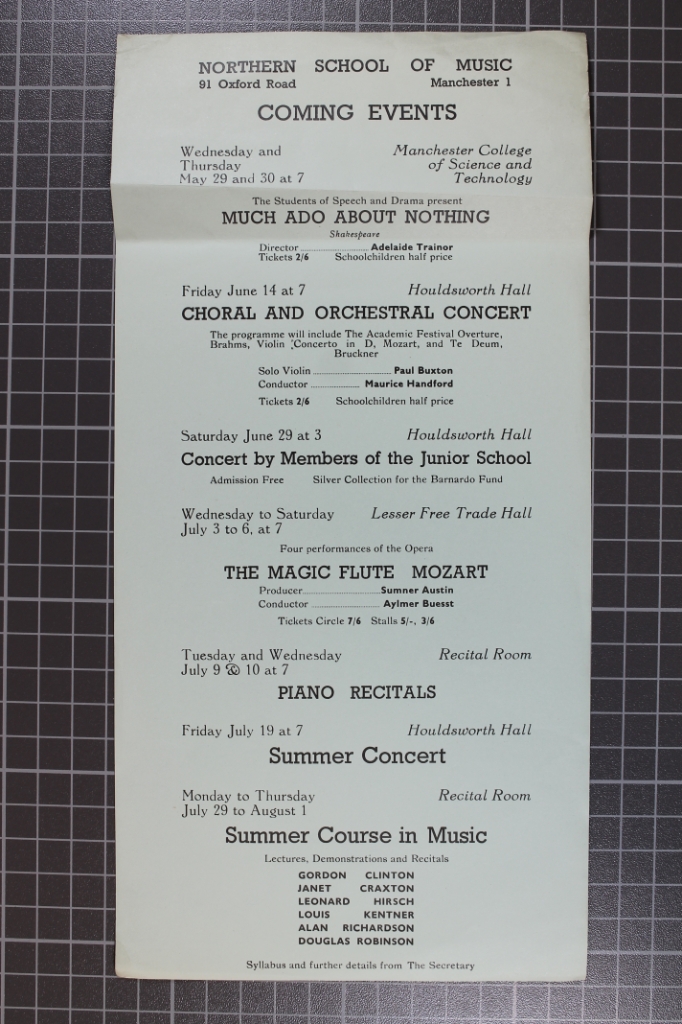 NORTHERN SCHOOL OF MUSIC
91 Oxford Road Manchester 1
COMING EVENTS
Wednesday and Manchester College
Thursday of Science and
May 29 and 30 at 7 Technology
The Students of Speech and Drama present
MUCH ADO ABOUT NOTHING
Shakespeare
Director ........................ Adelaide Trainor
Tickets 2/6 Schoolchildren half price
Friday June 14 at 7 Houldsworth Hall
CHORAL AND ORCHESTRAL CONCERT
The programme will include The Academic Festival Overture,
Brahms, Violin Concerto in D, Mozart, and Te Deum,
Bruckner
Solo Violin ........................ Paul Buxton
Conductor ................ Maurice Handford
Tickets 2/6 Schoolchildren half price
Saturday June 29 at 3 Houldsworth Hall
Concert by Members of the Junior School
Admission Free Silver Collection for the Barnardo Fund
Wednesday to Saturday Lesser Free Trade Hall
July 3 to 6, at 7
Four performances of the Opera
THE MAGIC FLUTE MOZART
Producer........................Sumner Austin
Conductor ..................... Aylmer Buesst
Tickets Circle 7/6 Stalls 5/-, 3/6
Tuesday and Wednesday Recital Room
July 9 & 10 at 7
PIANO RECITALS
Friday July 19 at 7 Houldsworth Hall
Summer Concert
Monday to Thursday Recital Room
July 29 to August 1
Summer Course in Music
Lectures, Demonstrations and Recitals
GORDON CLINTON
JANET CRAXTON
LEONARD HIRSCH
LOUIS KENTNER
ALAN RICHARDSON
DOUGLAS ROBINSON
Syllabus and further details from The Secretary